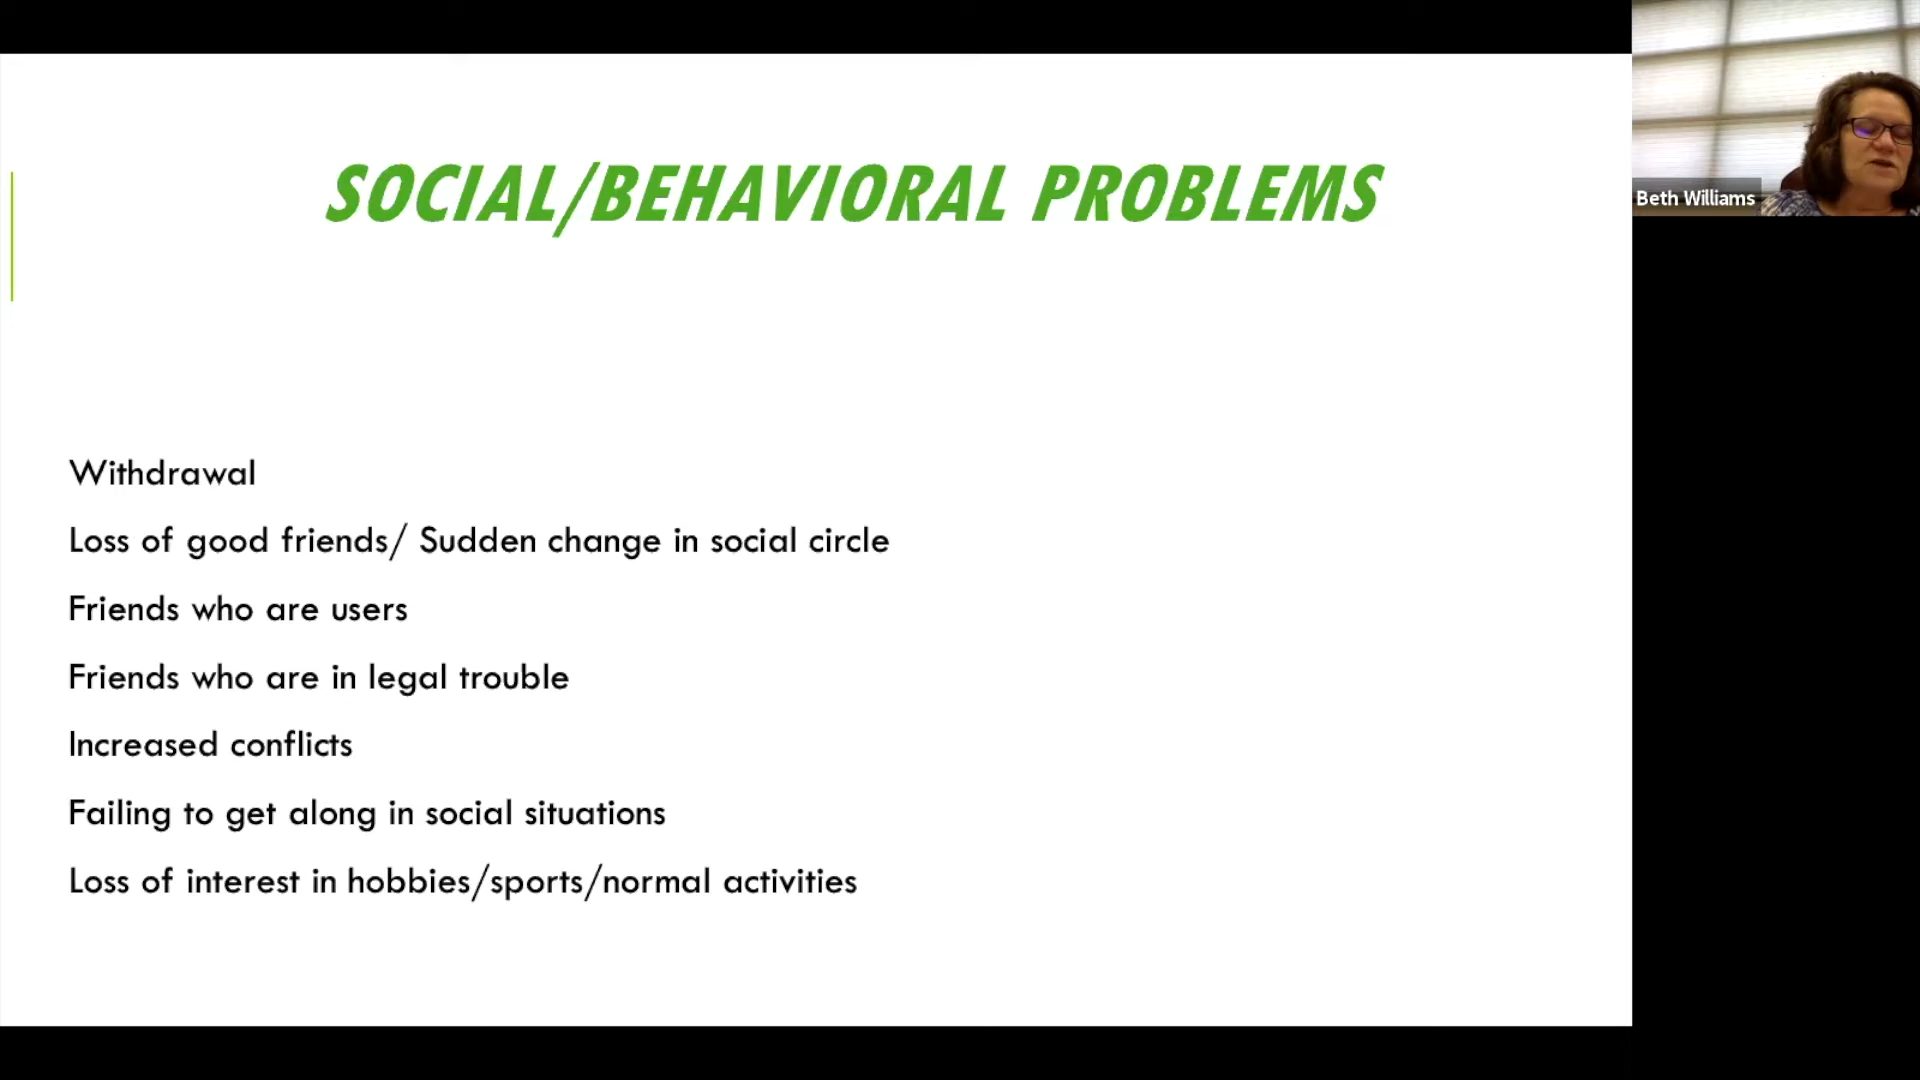 SOCIAL/BEHAVIORAL PROBLEMS
Beth Williams
Withdrawal
Loss of good friends/ Sudden change in social circle
Friends who are users
Friends who are in legal trouble
Increased conflicts
Failing to get along in social situations
Loss of interest in hobbies/sports/normal activities